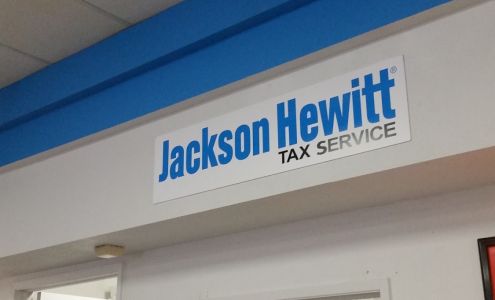 Jackson Hewitt®
TAX SERVICE